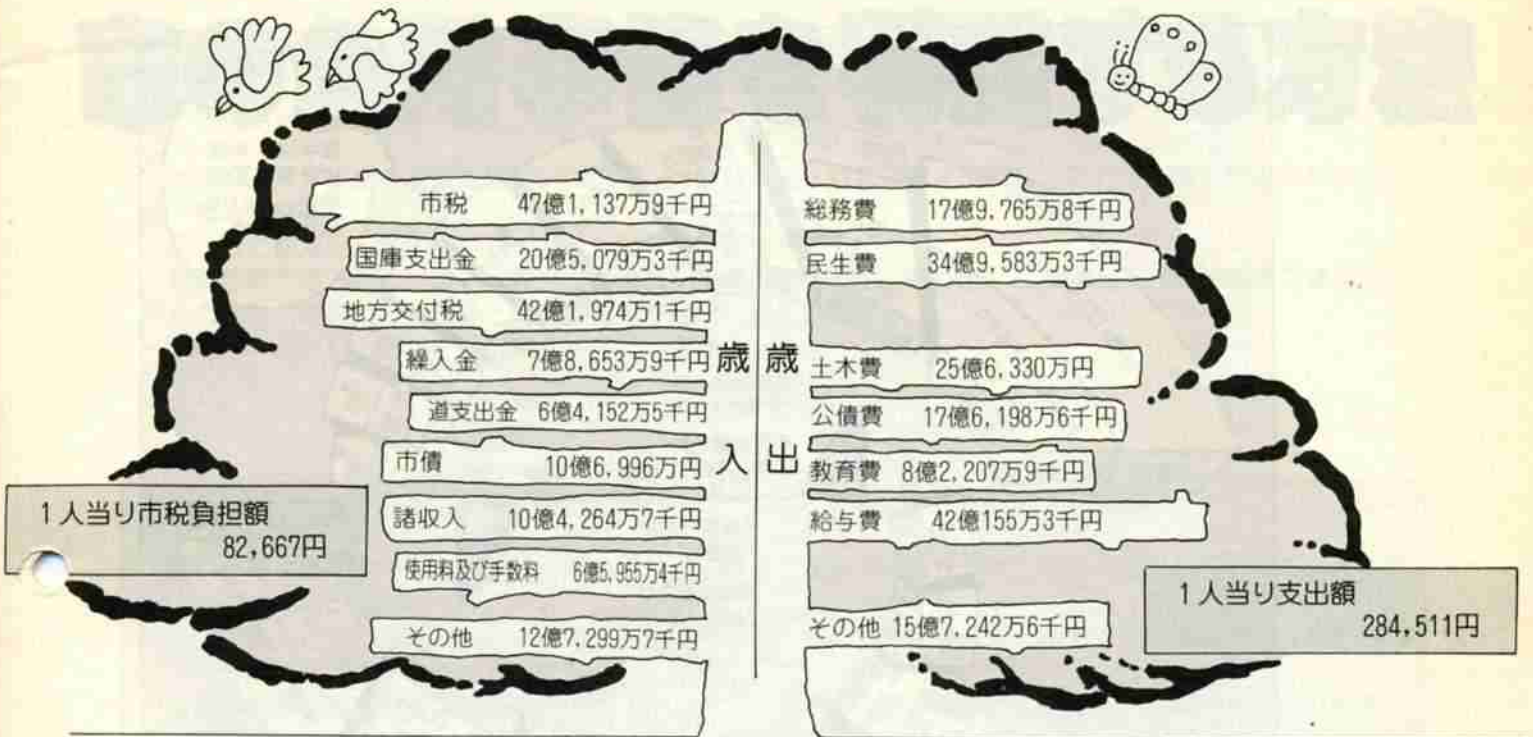 市税 47億1,137万9千円
国庫支出金 20億5,079万3千円
地方交付税 42億1,974万1千円
繰入金 7億8,653万9千円
道支出金 6億4,152万5千円
市債 10億6,996万円
諸収入 10億4,264万7千円
使用料及び手数料 6億5,955万4千円
その他 12億7,299万7千円
歳入
歳出
総務費 17億9,765万8千円
民生費 34億9,583万3千円
土木費 25億6,330万円
公債費 17億6,198万6千円
教育費 8億2,207万9千円
給与費 42億155万3千円
その他 15億7,242万6千円
1人当り市税負担額
82,667円
1人当り支出額
284,511円